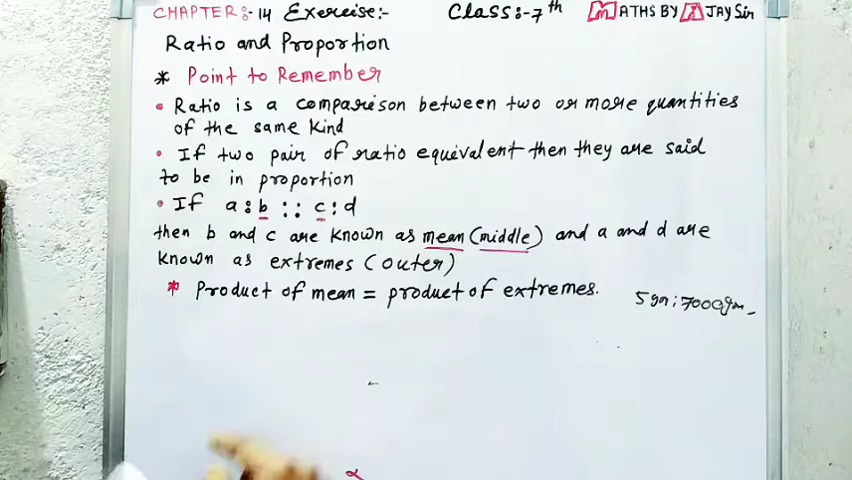 CHAPTER:-14 Exercise:- Class:-7th MATHS BY AJAY Sir
Ratio and Proportion
* Point to Remember
• Ratio is a comparison between two or more quantities
of the same kind
• If two pair of ratio equivalent then they are said
to be in proportion
• If a:b :: c:d
then b and c are known as mean (middle) and a and d are
known as extremes (outer)
* Product of mean = product of extremes.
5gm : 7000gm